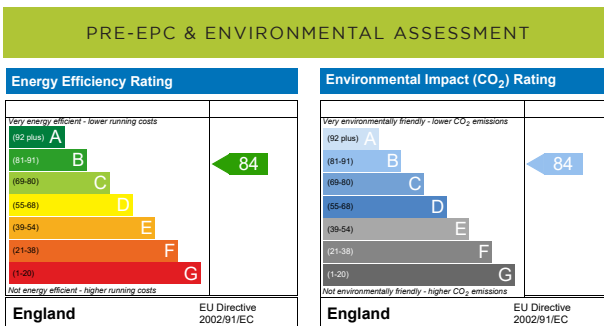 PRE-EPC & ENVIRONMENTAL ASSESSMENT
Energy Efficiency Rating
Very energy efficient - lower running costs
(92 plus) A
(81-91) B
84
(69-80) C
(55-68) D
(39-54) E
(21-38) F
(1-20) G
Not energy efficient - higher running costs
England
EU Directive
2002/91/EC
Environmental Impact (CO₂) Rating
Very environmentally friendly - lower CO₂ emissions
(92 plus) A
(81-91) B
84
(69-80) C
(55-68) D
(39-54) E
(21-38) F
(1-20) G
Not environmentally friendly - higher CO₂ emissions
England
EU Directive
2002/91/EC